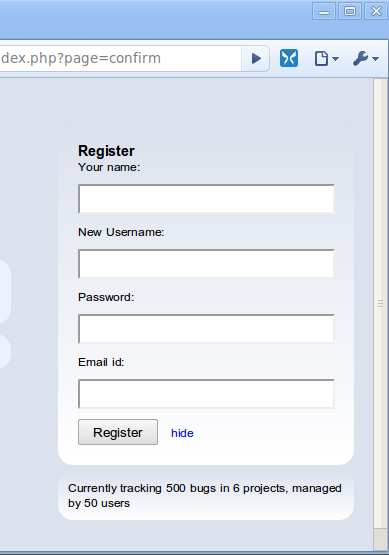 dex.php?page=confirm
Register
Your name:
New Username:
Password:
Email id:
Register hide
Currently tracking 500 bugs in 6 projects, managed
by 50 users